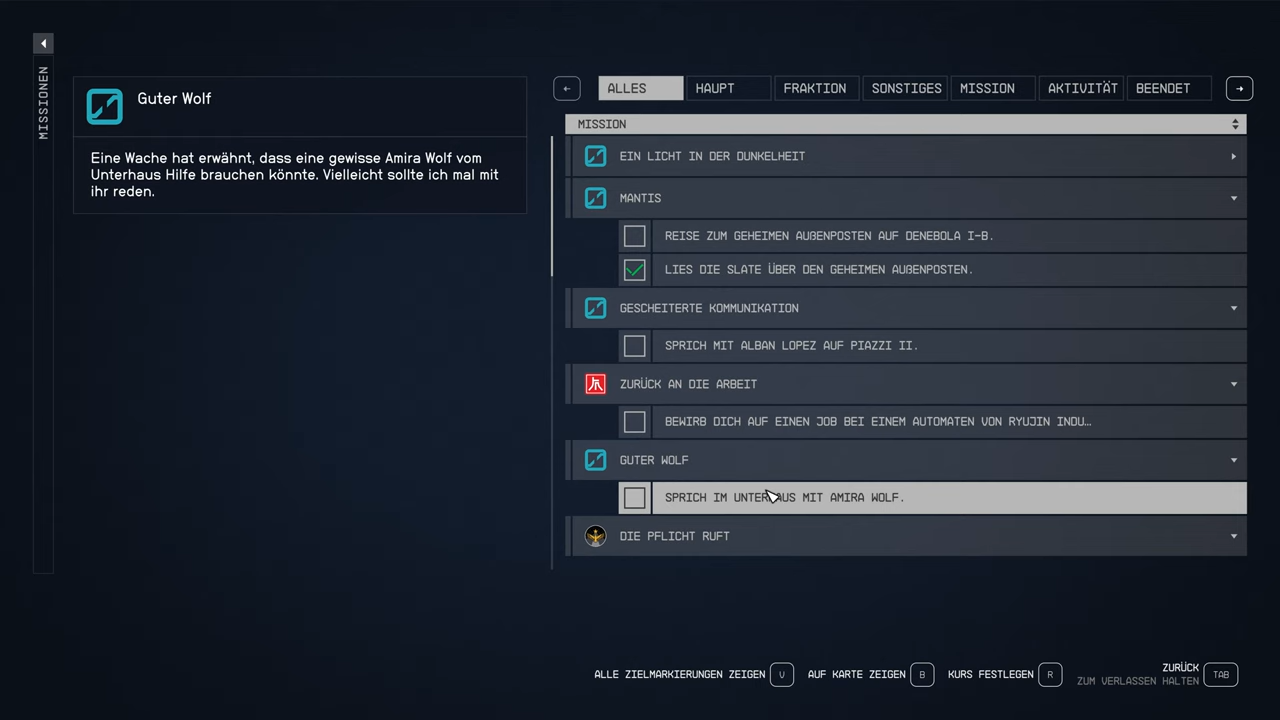 MISSIONEN
Guter Wolf
Eine Wache hat erwähnt, dass eine gewisse Amira Wolf vom
Unterhaus Hilfe brauchen könnte. Vielleicht sollte ich mal mit
ihr reden.
ALLES HAUPT FRAKTION SONSTIGES MISSION AKTIVITÄT BEENDET
MISSION
EIN LICHT IN DER DUNKELHEIT
MANTIS
REISE ZUM GEHEIMEN AUßENPOSTEN AUF DENEBOLA I-B.
LIES DIE SLATE ÜBER DEN GEHEIMEN AUßENPOSTEN.
GESCHEITERTE KOMMUNIKATION
SPRICH MIT ALBAN LOPEZ AUF PIAZZI II.
ZURÜCK AN DIE ARBEIT
BEWIRB DICH AUF EINEN JOB BEI EINEM AUTOMATEN VON RYUJIN INDU…
GUTER WOLF
SPRICH IM UNTERHAUS MIT AMIRA WOLF.
DIE PFLICHT RUFT
ALLE ZIELMARKIERUNGEN ZEIGEN V AUF KARTE ZEIGEN B KURS FESTLEGEN R ZURÜCK TAB
ZUM VERLASSEN HALTEN